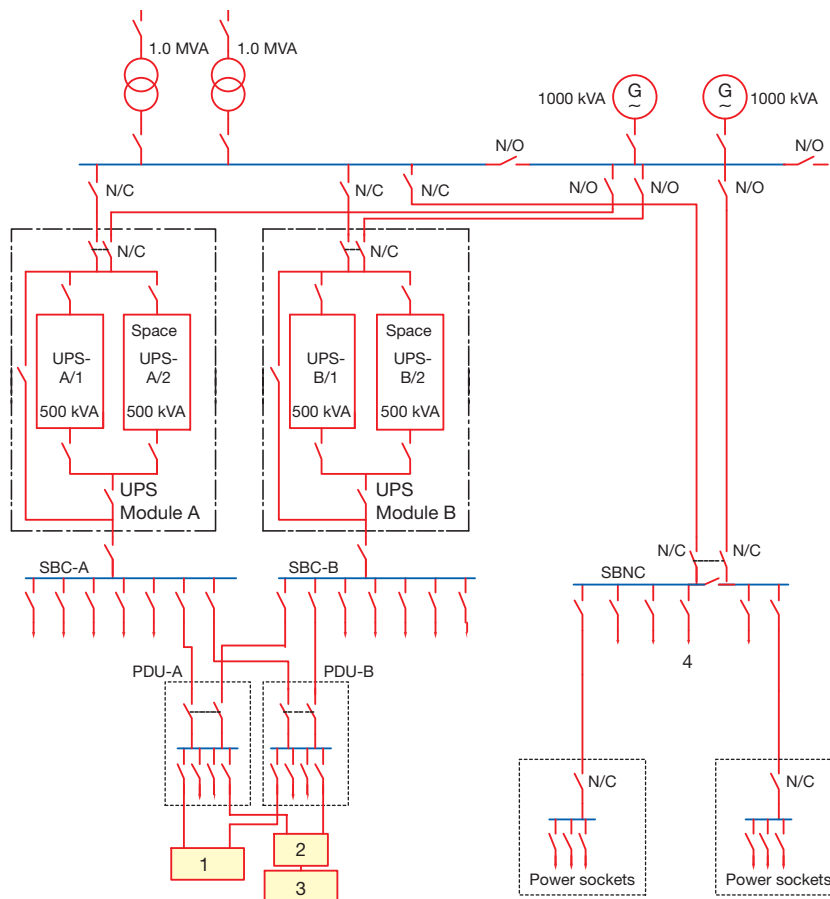 1.0 MVA
1.0 MVA
1000 kVA
G
~
G
~
1000 kVA
N/O
N/O
N/C
N/C
N/C
N/O
N/O
N/O
N/C
N/C
UPS-
A/1
500 kVA
Space
UPS-
A/2
500 kVA
UPS-
B/1
500 kVA
Space
UPS-
B/2
500 kVA
UPS
Module A
UPS
Module B
SBC-A
SBC-B
N/C
N/C
SBNC
4
PDU-A
PDU-B
N/C
N/C
1
2
3
Power sockets
Power sockets